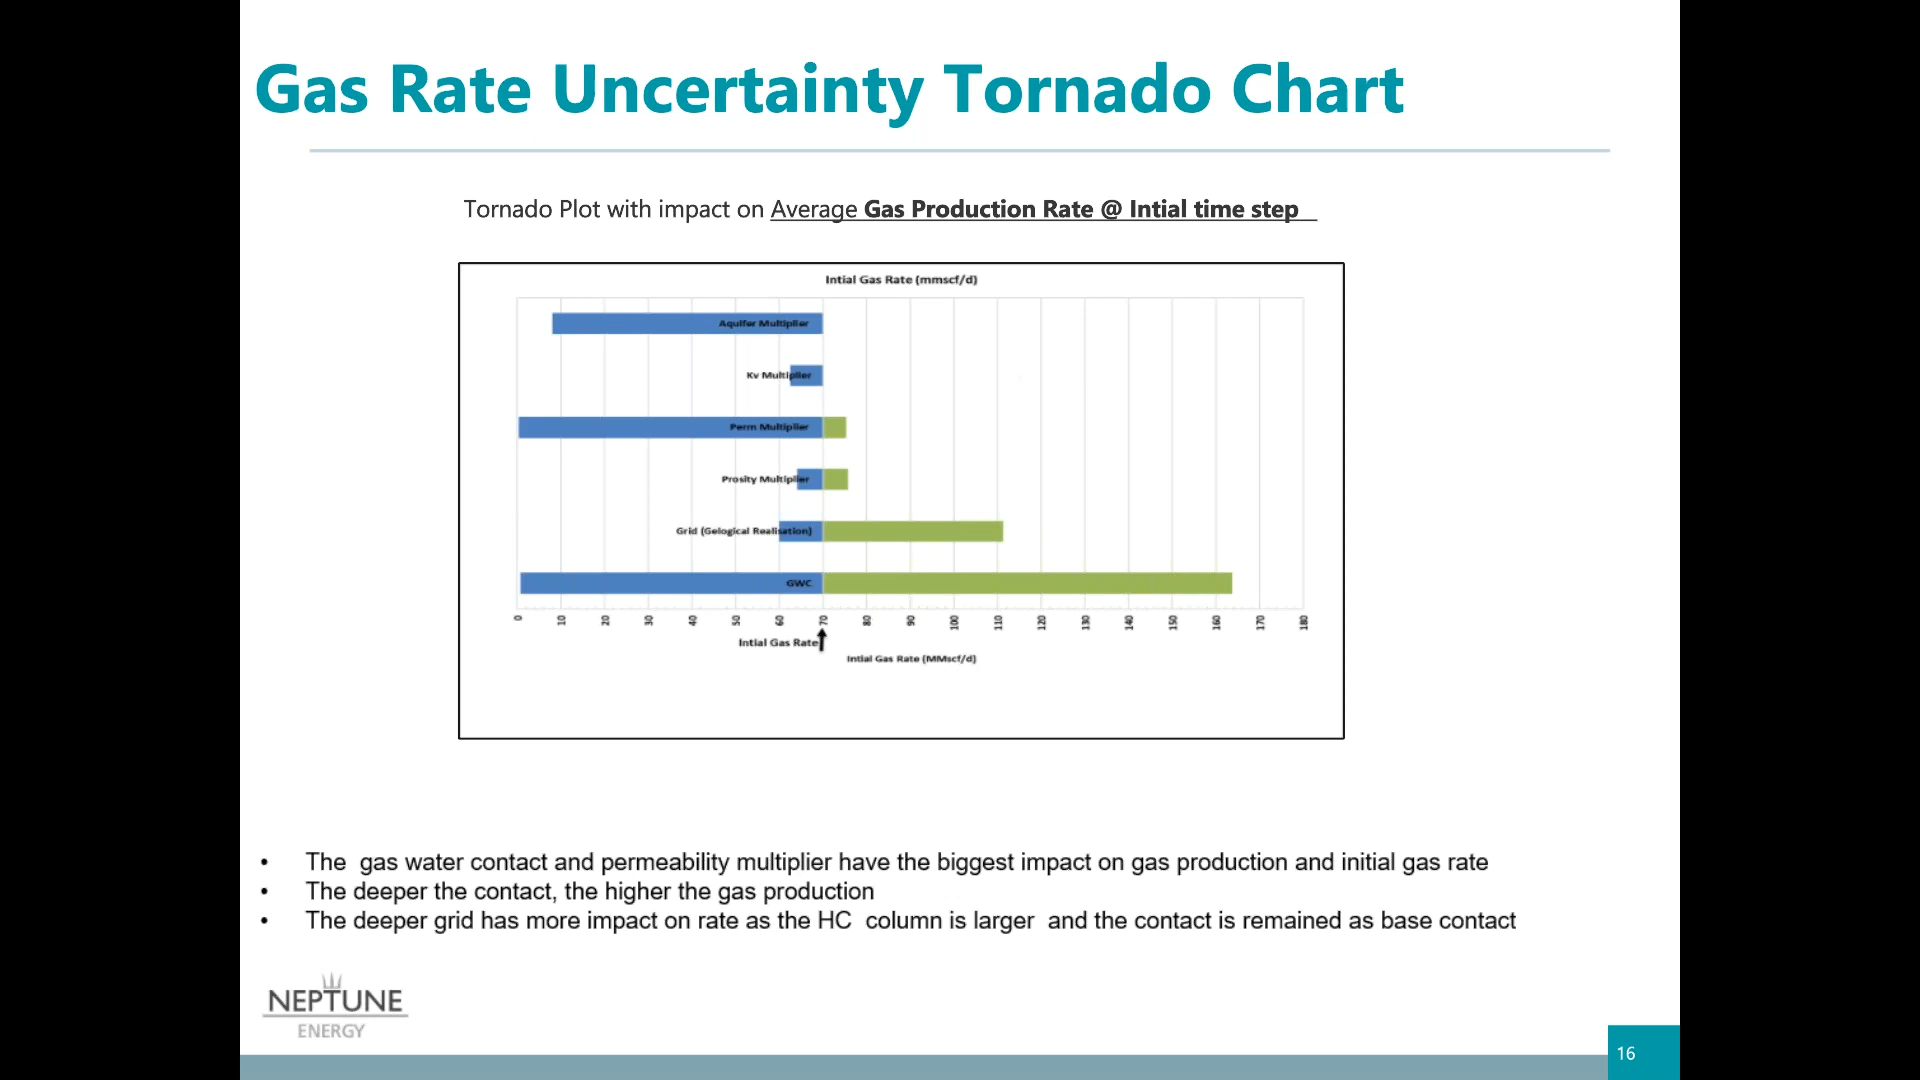 Gas Rate Uncertainty Tornado Chart
Tornado Plot with impact on Average Gas Production Rate @ Intial time step
Intial Gas Rate (mmscf/d)
Aquifer Multiplier
Kv Multiplier
Perm Multiplier
Prosity Multiplier
Grid (Gelogical Realisation)
GWC
0 10 20 30 40 50 60 70 80 90 100 110 120 130 140 150 160 170 180
Intial Gas Rate
Intial Gas Rate (MMscf/d)
• The gas water contact and permeability multiplier have the biggest impact on gas production and initial gas rate
• The deeper the contact, the higher the gas production
• The deeper grid has more impact on rate as the HC column is larger and the contact is remained as base contact
NEPTUNE
ENERGY
16